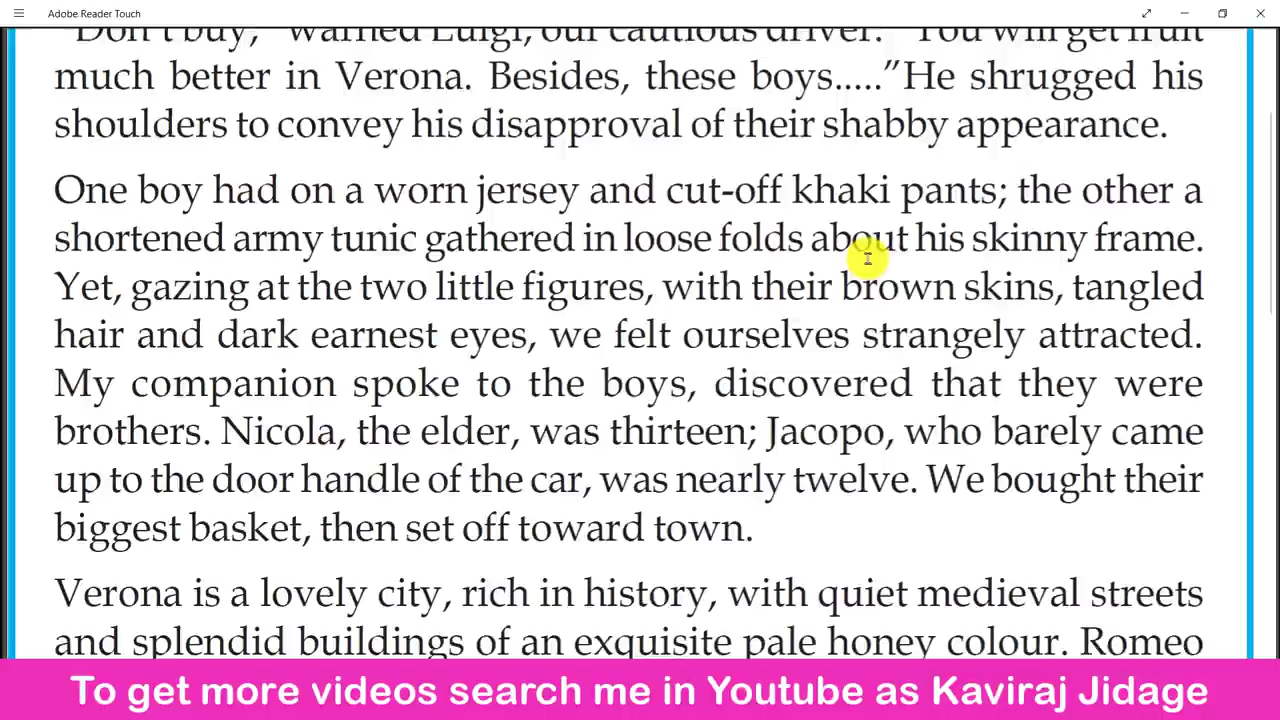 Adobe Reader Touch
"Don't buy," warned Luigi, our cautious driver. "You will get fruit
much better in Verona. Besides, these boys....."He shrugged his
shoulders to convey his disapproval of their shabby appearance.
One boy had on a worn jersey and cut-off khaki pants; the other a
shortened army tunic gathered in loose folds about his skinny frame.
Yet, gazing at the two little figures, with their brown skins, tangled
hair and dark earnest eyes, we felt ourselves strangely attracted.
My companion spoke to the boys, discovered that they were
brothers. Nicola, the elder, was thirteen; Jacopo, who barely came
up to the door handle of the car, was nearly twelve. We bought their
biggest basket, then set off toward town.
Verona is a lovely city, rich in history, with quiet medieval streets
and splendid buildings of an exquisite pale honey colour. Romeo
To get more videos search me in Youtube as Kaviraj Jidage